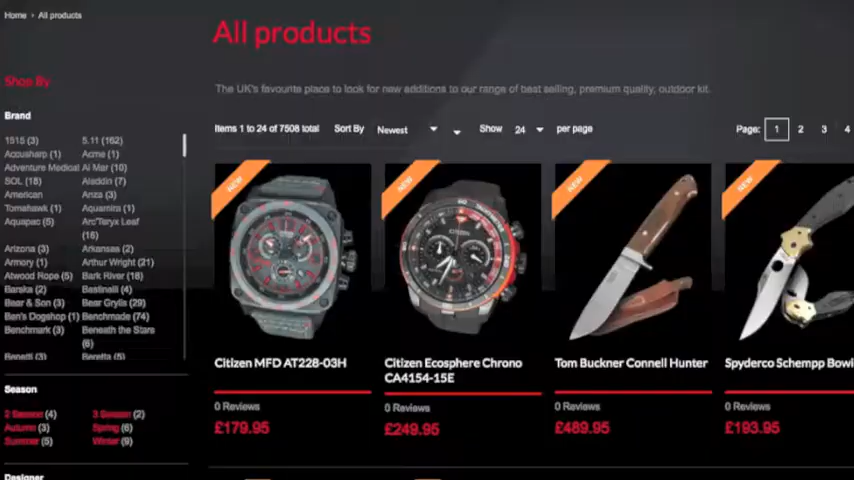 Home › All products
All products
Shop By
The UK's favourite place to look for new additions to our range of best selling, premium quality, outdoor kit.
Brand
Items 1 to 24 of 7508 total Sort By Newest Show 24 per page Page: 1 2 3 4
1515 (3) 5.11 (162)
Accusharp (1) Acme (1)
Adventure Medical Al Mar (10)
SOL (18) Aladdin (7)
American Anza (3)
Tomahawk (1) Aquamira (1)
Aquapac (5) Arc'Teryx Leaf
(16)
Arizona (3) Arkansas (2)
Armory (1) Arthur Wright (21)
Atwood Rope (5) Bark River (18)
Barska (2) Bastinelli (4)
Bear & Son (3) Bear Grylls (29)
Ben's Dogshop (1) Benchmade (74)
Benchmark (3) Beneath the Stars
(6)
Benetti (3) Beretta (5)
NEW NEW NEW NEW
Citizen MFD AT228-03H
Citizen Ecosphere Chrono
CA4154-15E
Tom Buckner Connell Hunter
Spyderco Schempp Bowi
0 Reviews 0 Reviews 0 Reviews 0 Reviews
£179.95 £249.95 £489.95 £193.95
Season
2 Season (4) 3 Season (2)
Autumn (3) Spring (6)
Summer (5) Winter (9)
Designer